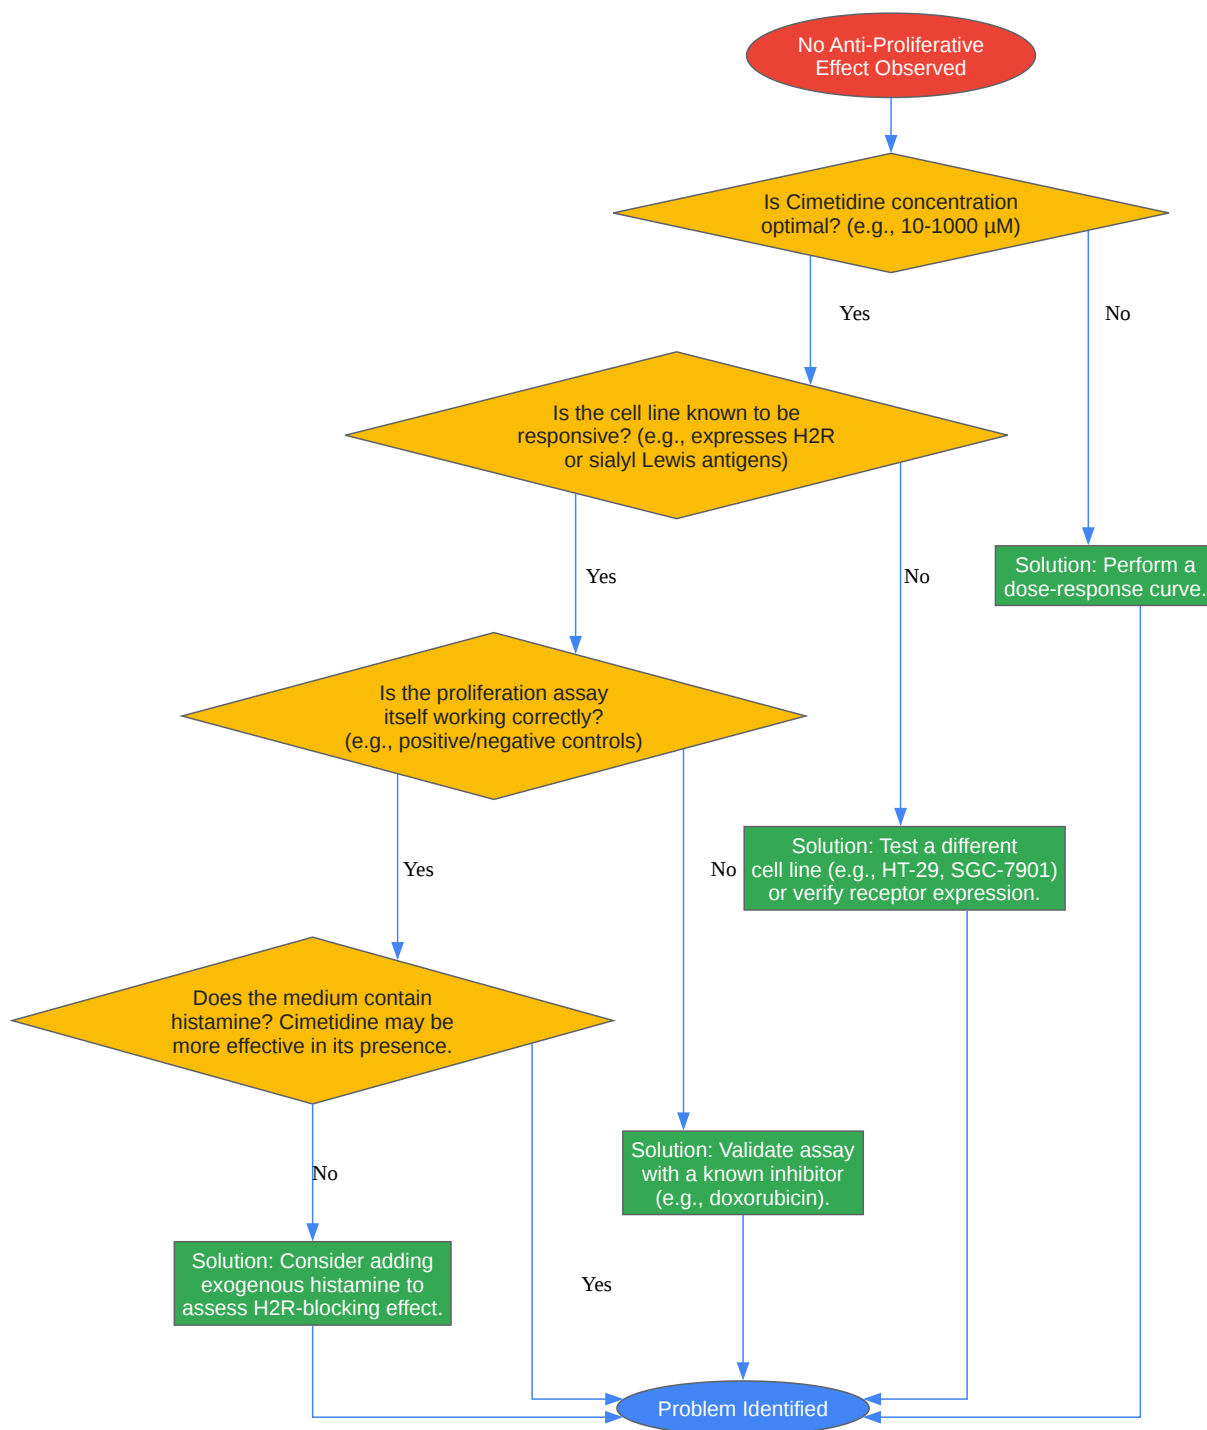 No Anti-Proliferative
Effect Observed
Is Cimetidine concentration
optimal? (e.g., 10-1000 µM)
Yes
No
Is the cell line known to be
responsive? (e.g., expresses H2R
or sialyl Lewis antigens)
Yes
No
Solution: Perform a
dose-response curve.
Is the proliferation assay
itself working correctly?
(e.g., positive/negative controls)
Yes
No
Solution: Test a different
cell line (e.g., HT-29, SGC-7901)
or verify receptor expression.
Does the medium contain
histamine? Cimetidine may be
more effective in its presence.
No
Yes
Solution: Validate assay
with a known inhibitor
(e.g., doxorubicin).
Solution: Consider adding
exogenous histamine to
assess H2R-blocking effect.
Problem Identified